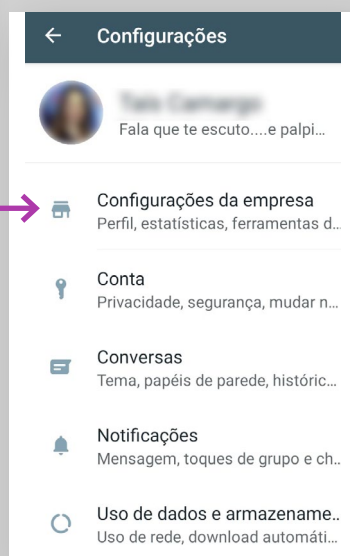 Configurações
Fala que te escuto....e palpi...
Configurações da empresa
Perfil, estatísticas, ferramentas d...
Conta
Privacidade, segurança, mudar n...
Conversas
Tema, papéis de parede, históric...
Notificações
Mensagem, toques de grupo e ch..
Uso de dados e armazename..
Uso de rede, download automáti...